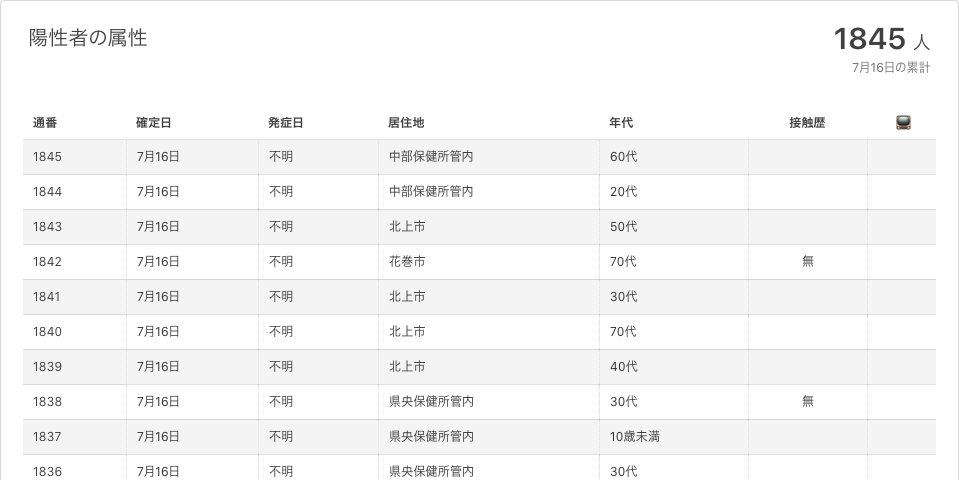 陽性者の属性
1845 人
7月16日の累計
通番 確定日 発症日 居住地 年代 接触歴
1845 7月16日 不明 中部保健所管内 60代
1844 7月16日 不明 中部保健所管内 20代
1843 7月16日 不明 北上市 50代
1842 7月16日 不明 花巻市 70代 無
1841 7月16日 不明 北上市 30代
1840 7月16日 不明 北上市 70代
1839 7月16日 不明 北上市 40代
1838 7月16日 不明 県央保健所管内 30代 無
1837 7月16日 不明 県央保健所管内 10歳未満
1836 7月16日 不明 県央保健所管内 30代